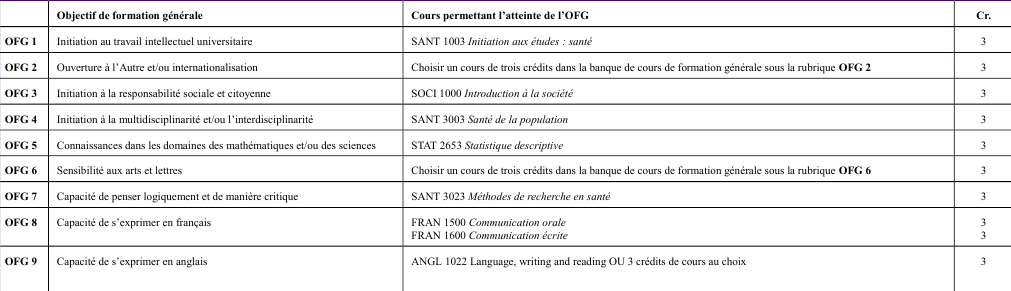 Objectif de formation générale Cours permettant l’atteinte de l’OFG Cr.
OFG 1 Initiation au travail intellectuel universitaire SANT 1003 Initiation aux études : santé 3
OFG 2 Ouverture à l’Autre et/ou internationalisation Choisir un cours de trois crédits dans la banque de cours de formation générale sous la rubrique OFG 2 3
OFG 3 Initiation à la responsabilité sociale et citoyenne SOCI 1000 Introduction à la société 3
OFG 4 Initiation à la multidisciplinarité et/ou l’interdisciplinarité SANT 3003 Santé de la population 3
OFG 5 Connaissances dans les domaines des mathématiques et/ou des sciences STAT 2653 Statistique descriptive 3
OFG 6 Sensibilité aux arts et lettres Choisir un cours de trois crédits dans la banque de cours de formation générale sous la rubrique OFG 6 3
OFG 7 Capacité de penser logiquement et de manière critique SANT 3023 Méthodes de recherche en santé 3
OFG 8 Capacité de s’exprimer en français FRAN 1500 Communication orale 3
FRAN 1600 Communication écrite 3
OFG 9 Capacité de s’exprimer en anglais ANGL 1022 Language, writing and reading OU 3 crédits de cours au choix 3